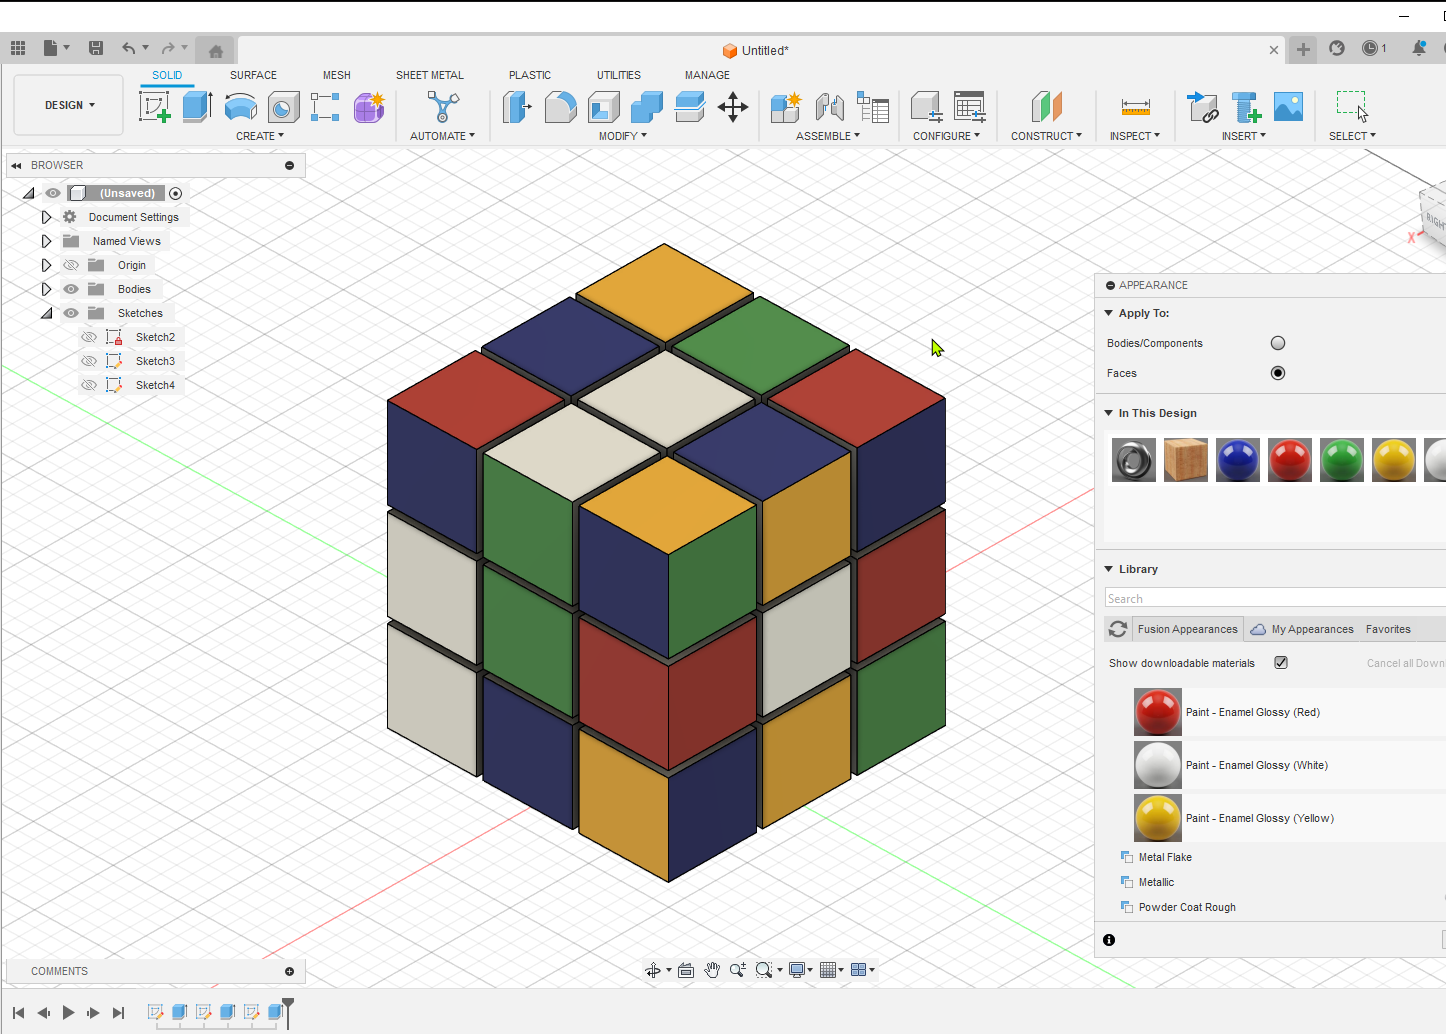 Untitled*
1
SOLID SURFACE MESH SHEET METAL PLASTIC UTILITIES MANAGE
DESIGN
CREATE AUTOMATE MODIFY ASSEMBLE CONFIGURE CONSTRUCT INSPECT INSERT SELECT
BROWSER
(Unsaved)
Document Settings
Named Views
Origin
Bodies
Sketches
Sketch2
Sketch3
Sketch4
X
APPEARANCE
Apply To:
Bodies/Components
Faces
In This Design
Library
Search
Fusion Appearances My Appearances Favorites
Show downloadable materials Cancel all Down
Paint - Enamel Glossy (Red)
Paint - Enamel Glossy (White)
Paint - Enamel Glossy (Yellow)
Metal Flake
Metallic
Powder Coat Rough
COMMENTS